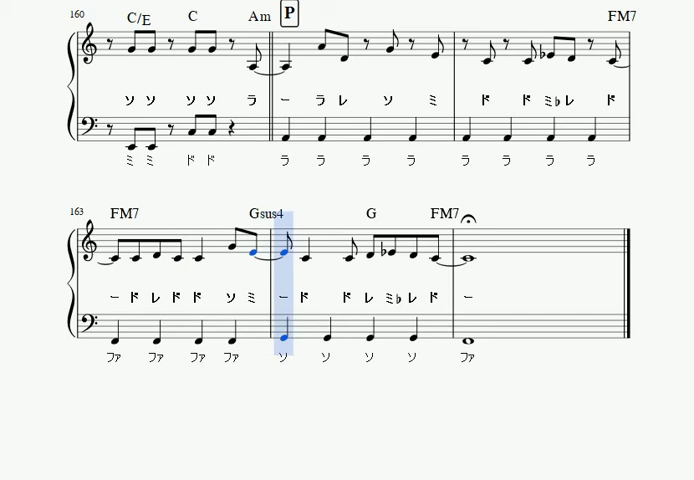 160 C/E C Am P FM7
ソ ソ ソ ソ ラ ー ラ レ ソ ミ ド ド ミ♭ レ ド
ミ ミ ド ド ラ ラ ラ ラ ラ ラ ラ ラ
163 FM7 Gsus4 G FM7
ー ド レ ド ド ソ ミ ー ド ド レ ミ♭ レ ド ー
ファ ファ ファ ファ ソ ソ ソ ソ ファ